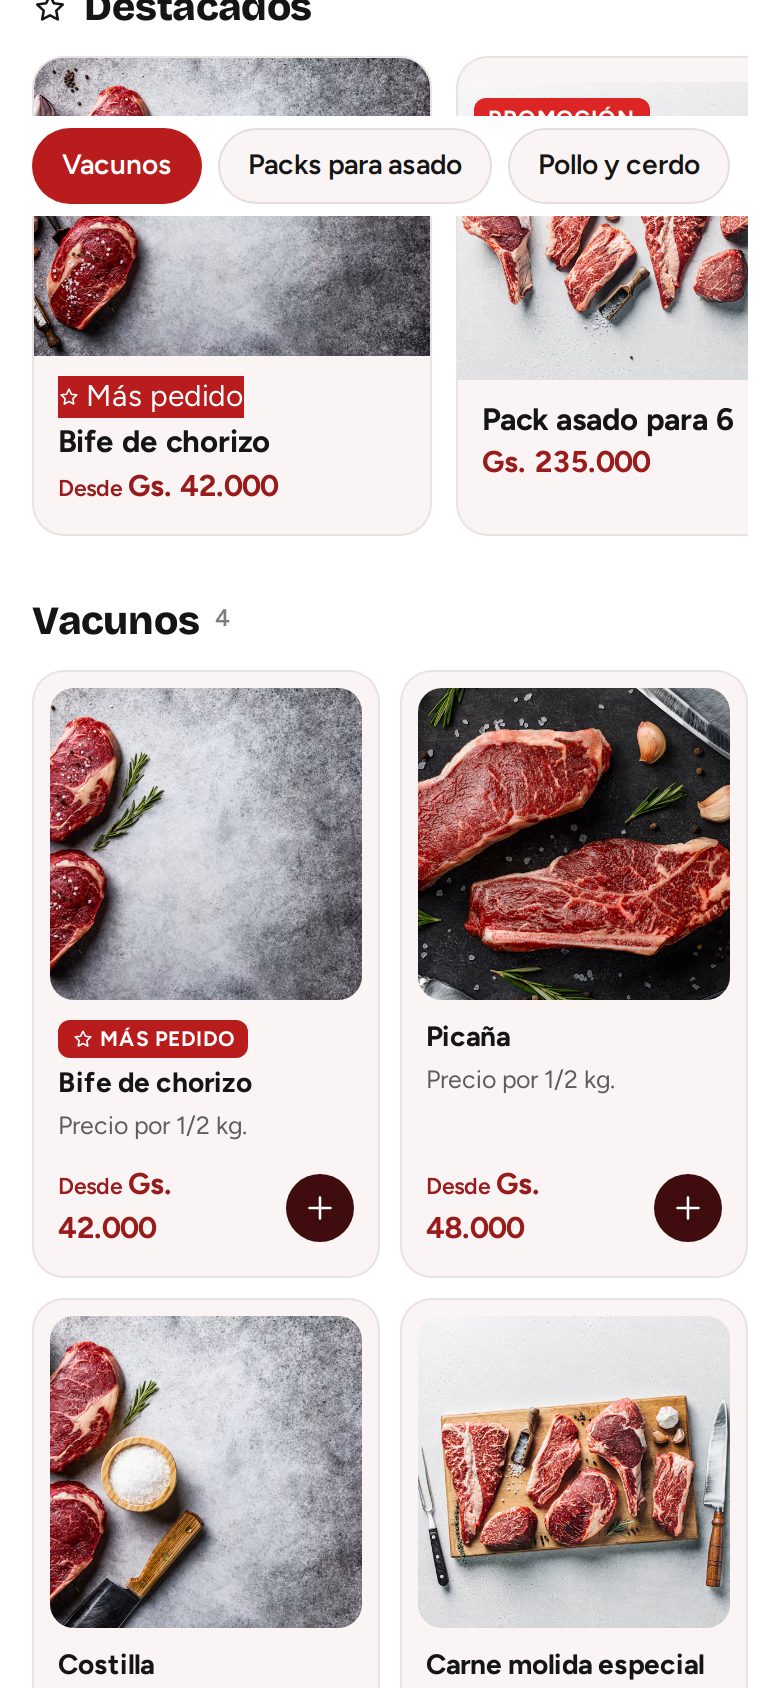 Destacados
PROMOCIÓN
Vacunos
Packs para asado
Pollo y cerdo
Más pedido
Bife de chorizo
Desde Gs. 42.000
Pack asado para 6
Gs. 235.000
Vacunos 4
MÁS PEDIDO
Bife de chorizo
Precio por 1/2 kg.
Desde Gs.
42.000
Picaña
Precio por 1/2 kg.
Desde Gs.
48.000
Costilla
Carne molida especial